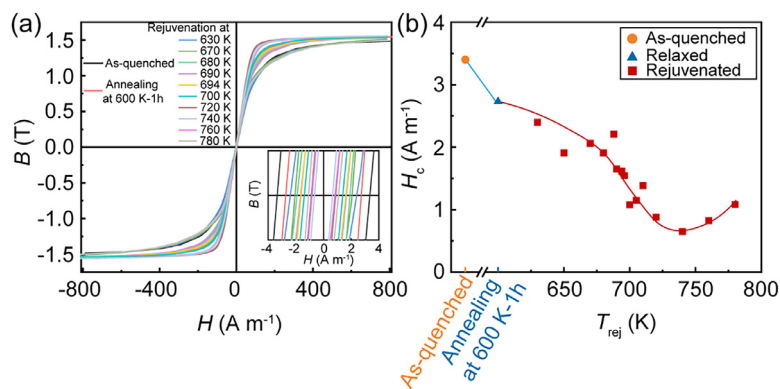 (a)
B (T)
1.5
1.0
0.5
0.0
-0.5
-1.0
-1.5
-800
-400
0
400
800
H (A m⁻¹)
As-quenched
Annealing
at 600 K-1h
Rejuvenation at
630 K
670 K
680 K
690 K
694 K
700 K
720 K
740 K
760 K
780 K
B (T)
-4
-2
0
2
4
H (A m⁻¹)
(b)
Hc (A m⁻¹)
4
3
2
1
0
As-quenched
Relaxed
Rejuvenated
650
700
750
800
As-quenched
Annealing
at 600 K-1h
Trej (K)